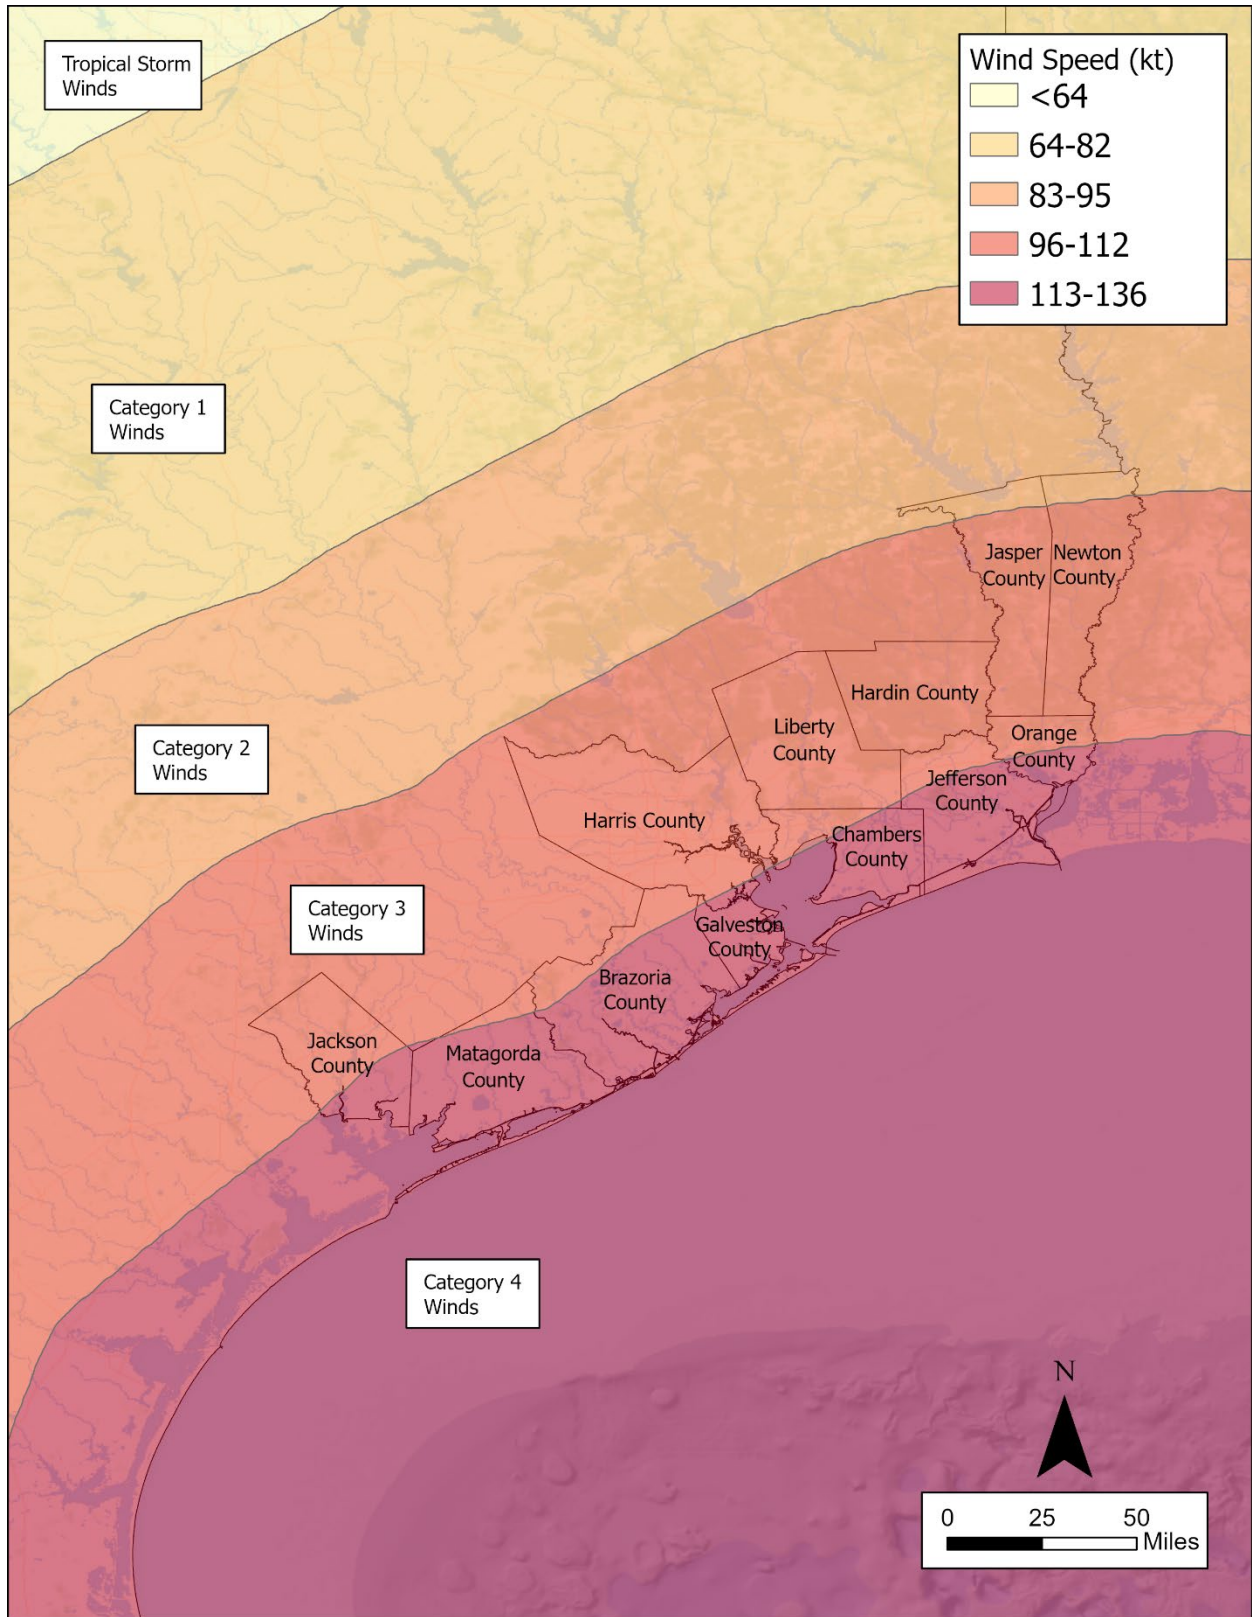 Tropical Storm
Winds
Wind Speed (kt)
<64
64-82
83-95
96-112
113-136
Category 1
Winds
Category 2
Winds
Jasper
County
Newton
County
Hardin County
Liberty
County
Orange
County
Jefferson
County
Harris County
Chambers
County
Category 3
Winds
Galveston
County
Brazoria
County
Jackson
County
Matagorda
County
Category 4
Winds
N
0 25 50
Miles